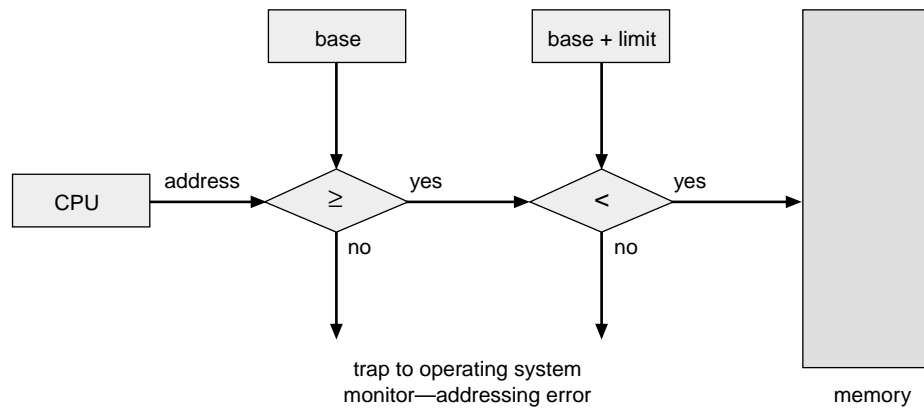 base
base + limit
CPU
address
≥
yes
<
yes
no
no
trap to operating system
monitor—addressing error
memory